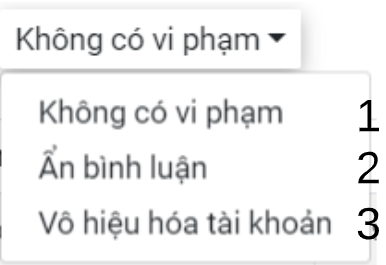 Không có vi phạm
Không có vi phạm 1
Ẩn bình luận 2
Vô hiệu hóa tài khoản 3